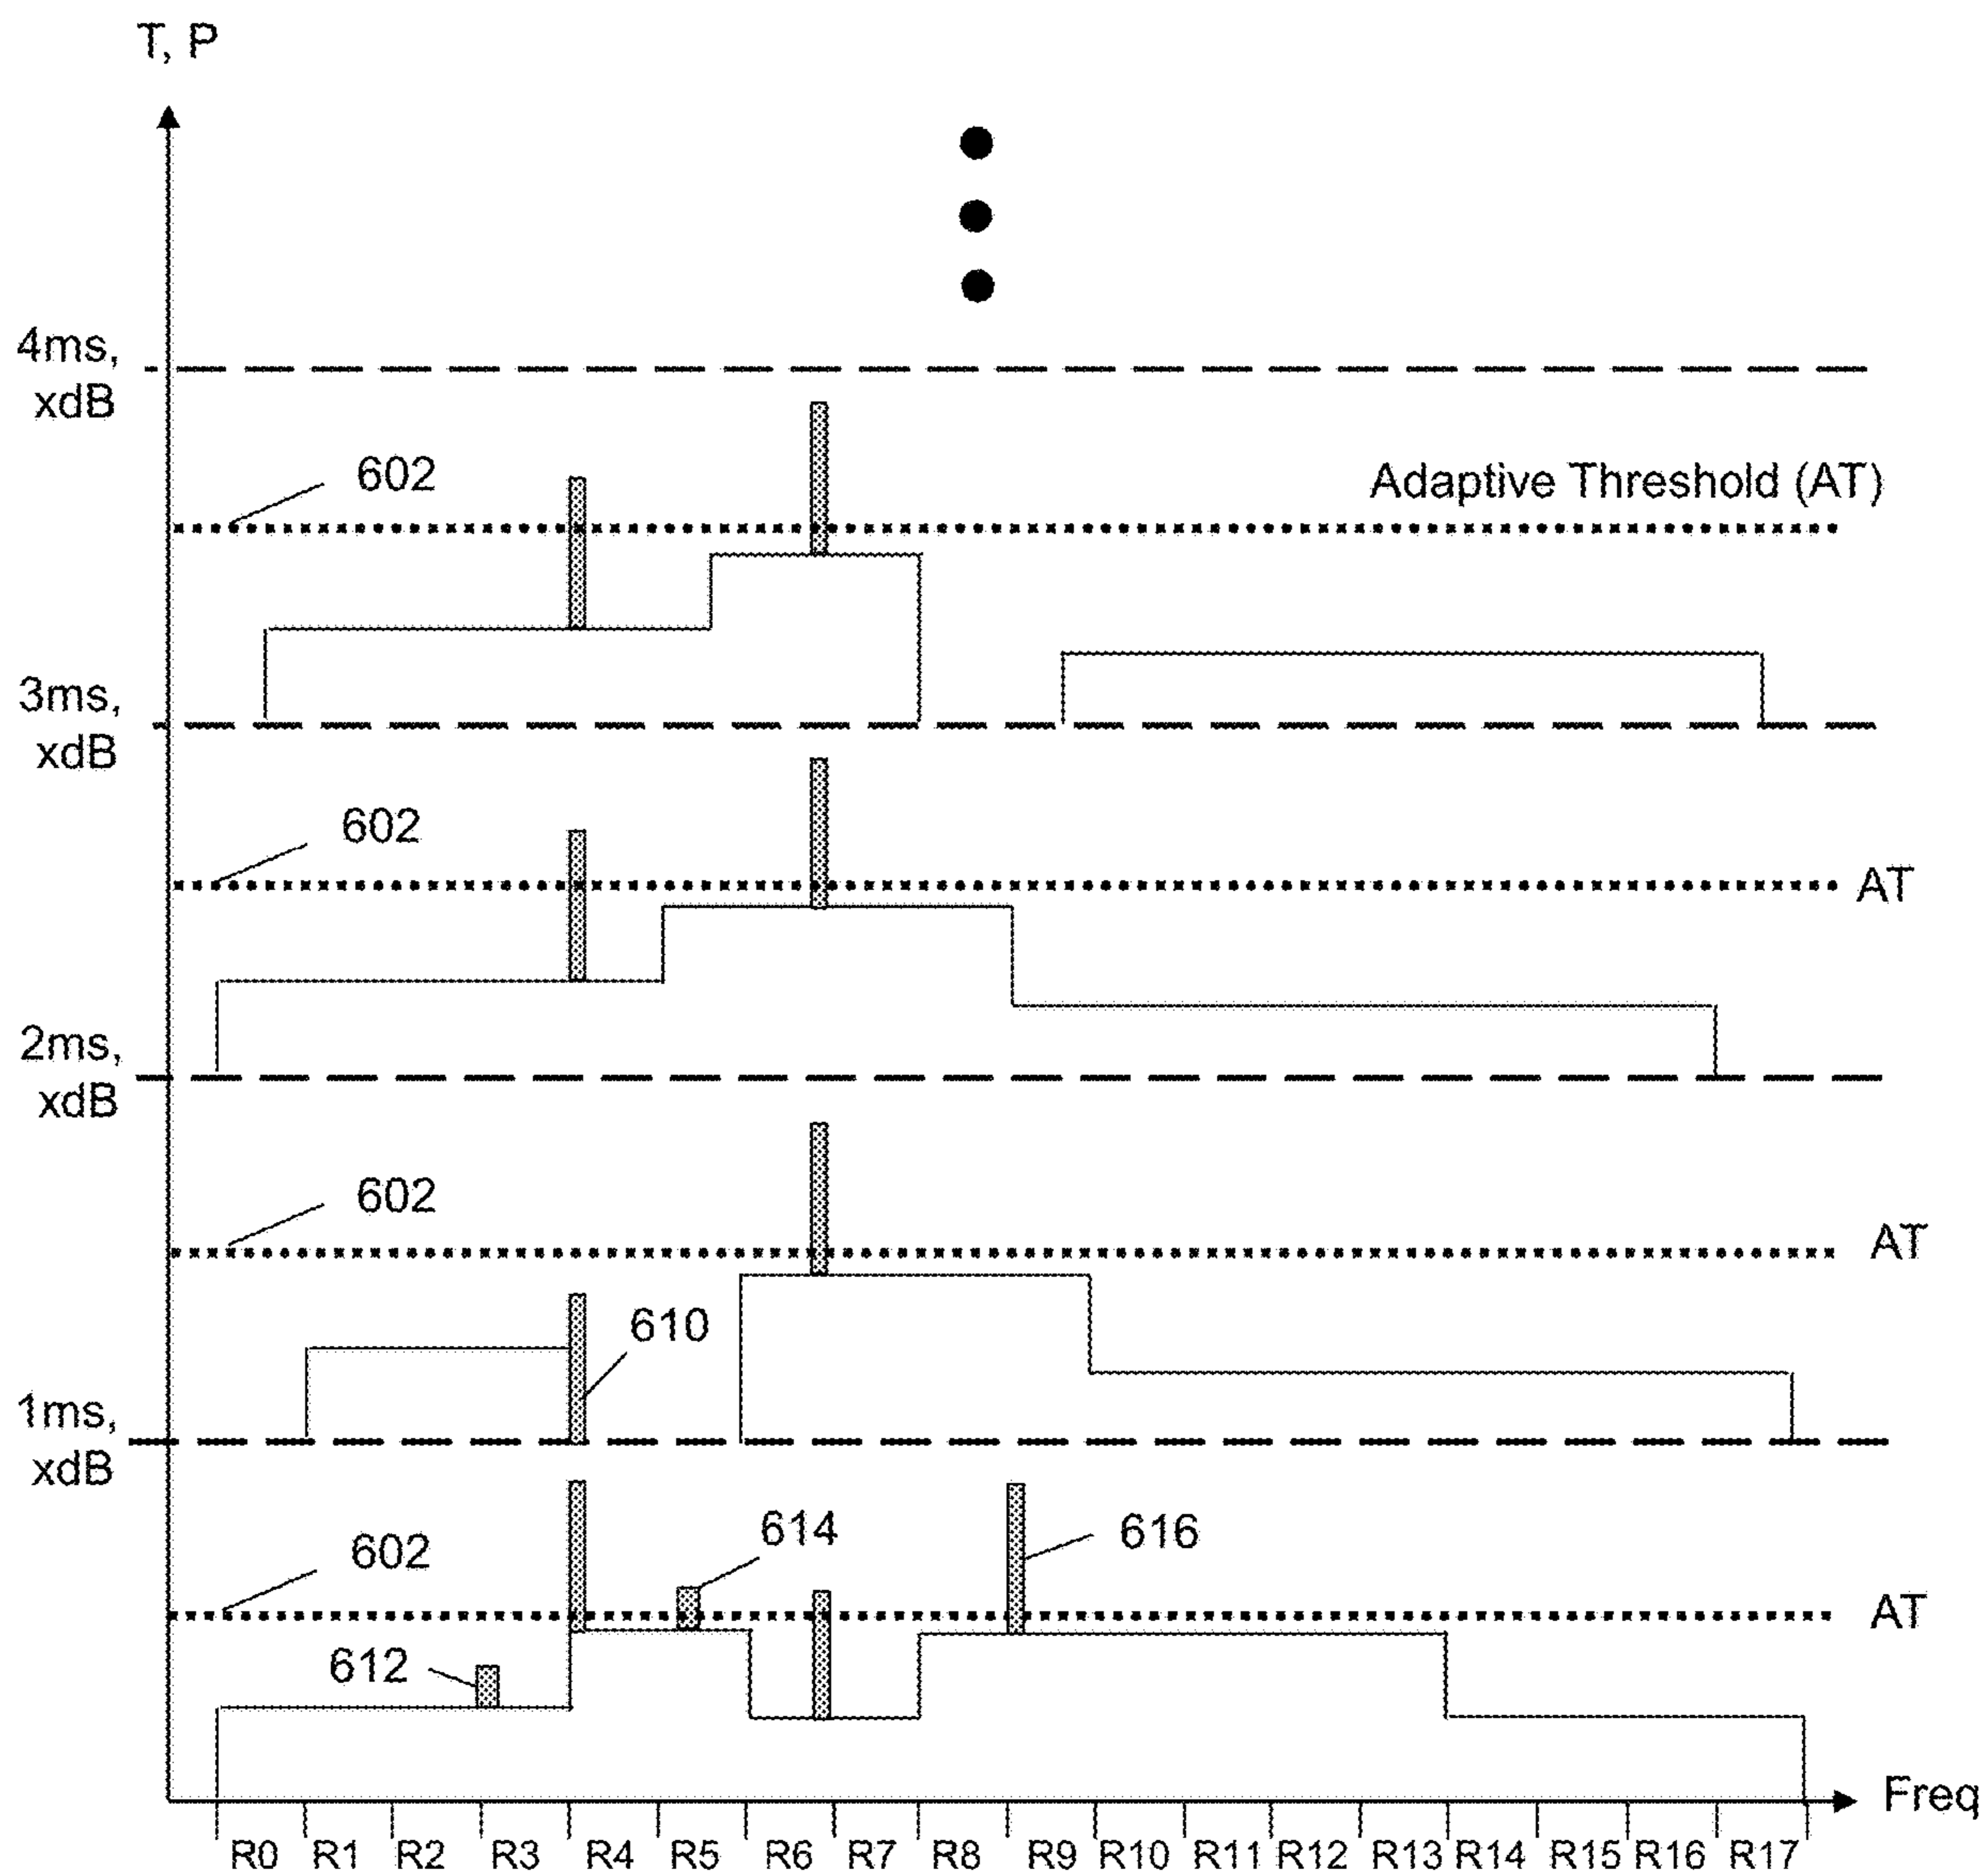 T, P
4ms,
xdB
602
Adaptive Threshold (AT)
3ms,
xdB
602
AT
2ms,
xdB
602
AT
610
1ms,
xdB
602
614
616
AT
612
Freq
R0 R1 R2 R3 R4 R5 R6 R7 R8 R9 R10 R11 R12 R13 R14 R15 R16 R17